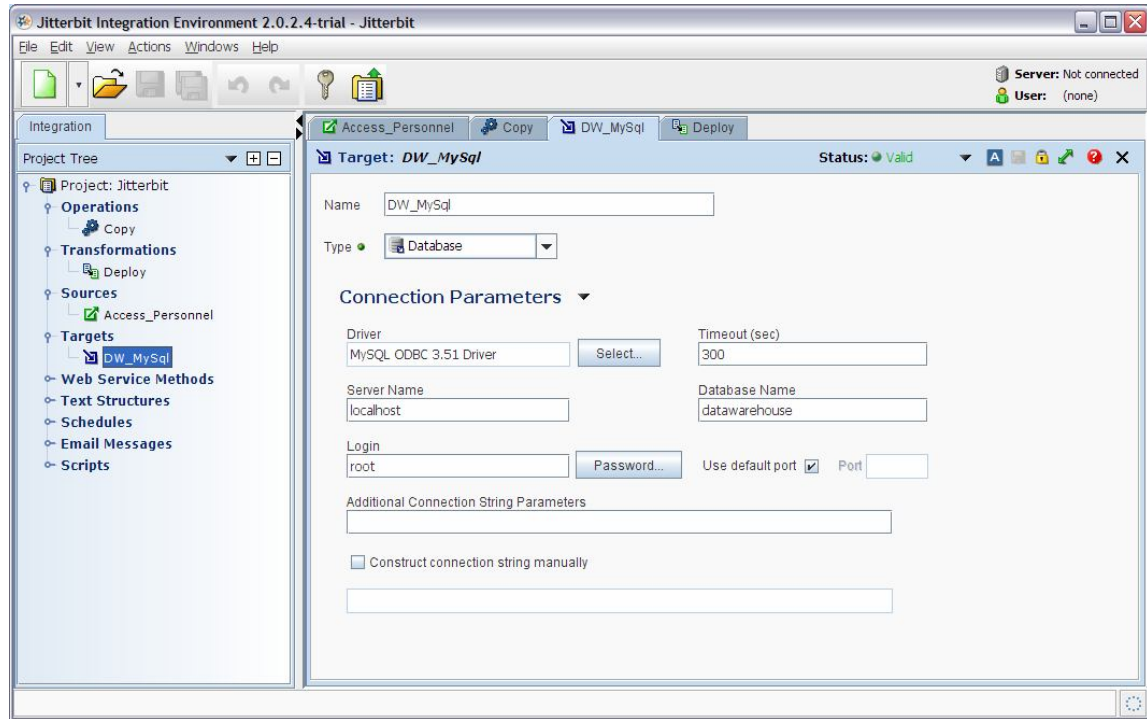 Jitterbit Integration Environment 2.0.2.4-trial - Jitterbit
File Edit View Actions Windows Help
Server: Not connected
User: (none)
Integration
Project Tree
Project: Jitterbit
Operations
Copy
Transformations
Deploy
Sources
Access_Personnel
Targets
DW_MySql
Web Service Methods
Text Structures
Schedules
Email Messages
Scripts
Access_Personnel Copy DW_MySql Deploy
Target: DW_MySql Status: Valid A ?
Name DW_MySql
Type Database
Connection Parameters
Driver Timeout (sec)
MySQL ODBC 3.51 Driver Select... 300
Server Name Database Name
localhost datawarehouse
Login
root Password... Use default port Port
Additional Connection String Parameters
Construct connection string manually